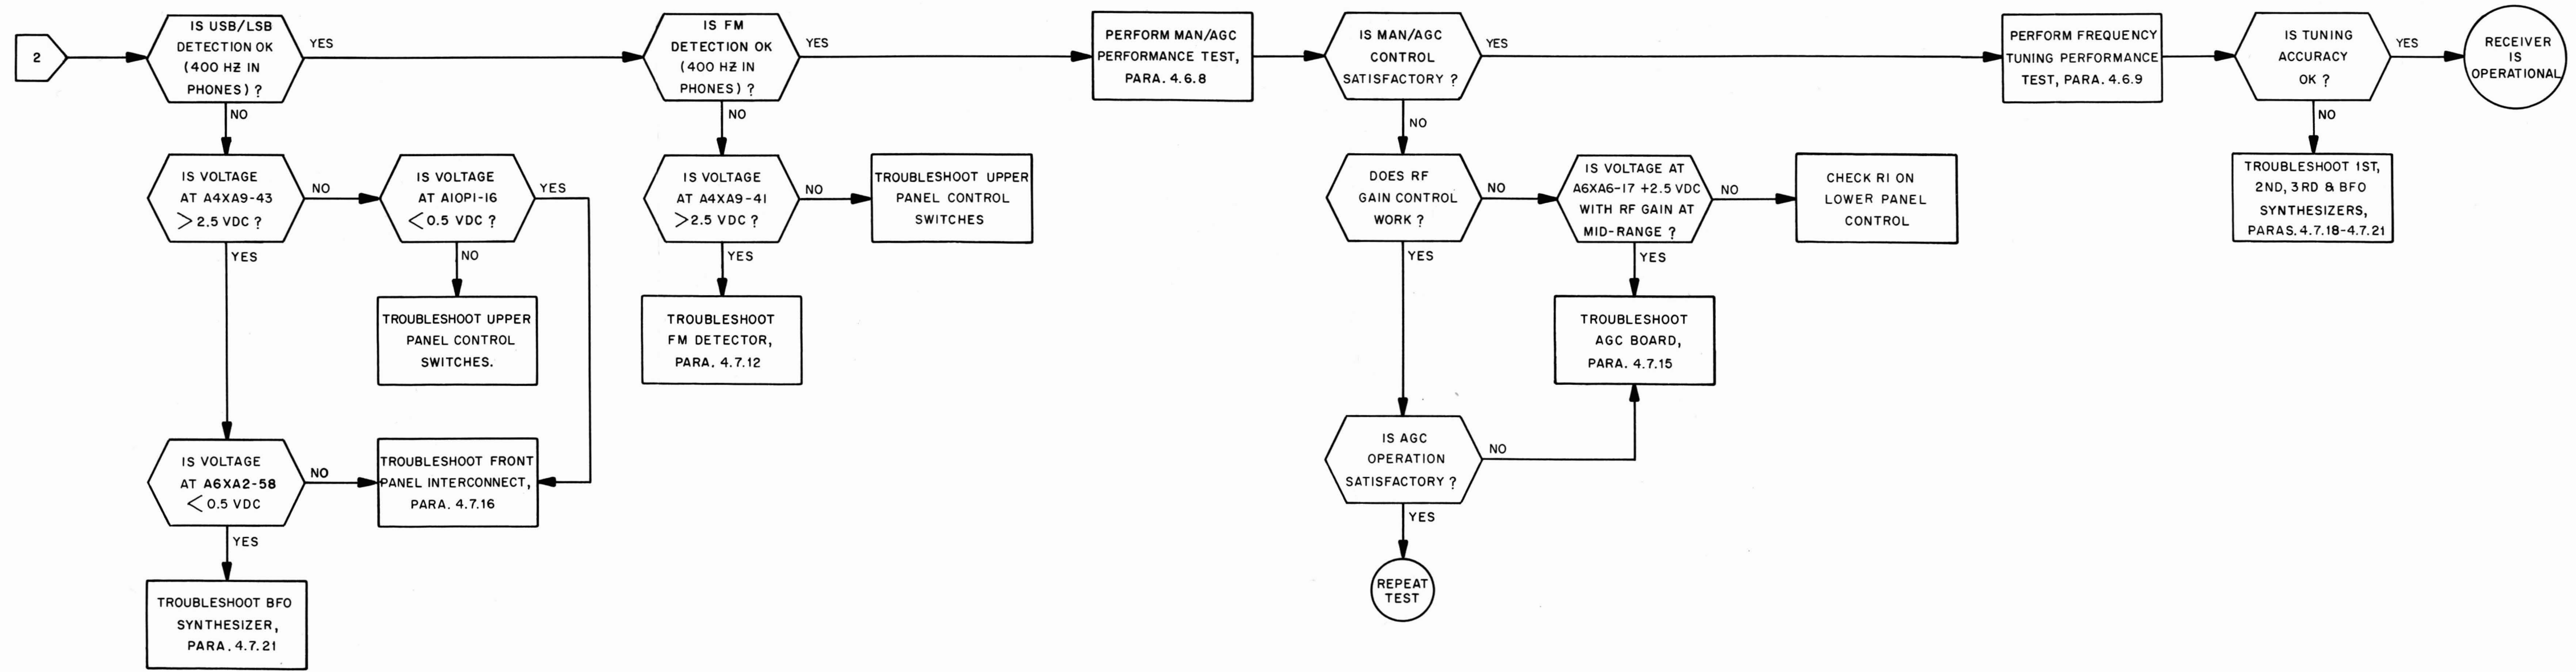 2
IS USB/LSB
DETECTION OK
(400 HZ IN
PHONES) ?
YES
NO
IS FM
DETECTION OK
(400 HZ IN
PHONES) ?
YES
NO
PERFORM MAN/AGC
PERFORMANCE TEST,
PARA. 4.6.8
IS MAN/AGC
CONTROL
SATISFACTORY ?
YES
NO
PERFORM FREQUENCY
TUNING PERFORMANCE
TEST, PARA. 4.6.9
IS TUNING
ACCURACY
OK ?
YES
NO
RECEIVER
IS
OPERATIONAL
IS VOLTAGE
AT A4XA9-43
>2.5 VDC ?
NO
YES
IS VOLTAGE
AT A10P1-16
<0.5 VDC ?
YES
NO
IS VOLTAGE
AT A4XA9-41
>2.5 VDC ?
NO
YES
TROUBLESHOOT UPPER
PANEL CONTROL
SWITCHES
DOES RF
GAIN CONTROL
WORK ?
NO
YES
IS VOLTAGE AT
A6XA6-17 +2.5 VDC
WITH RF GAIN AT
MID-RANGE ?
NO
YES
CHECK R1 ON
LOWER PANEL
CONTROL
TROUBLESHOOT 1ST,
2ND, 3RD & BFO
SYNTHESIZERS,
PARAS. 4.7.18-4.7.21
TROUBLESHOOT UPPER
PANEL CONTROL
SWITCHES.
TROUBLESHOOT
FM DETECTOR,
PARA. 4.7.12
TROUBLESHOOT
AGC BOARD,
PARA. 4.7.15
IS VOLTAGE
AT A6XA2-58
<0.5 VDC
NO
YES
TROUBLESHOOT FRONT
PANEL INTERCONNECT,
PARA. 4.7.16
IS AGC
OPERATION
SATISFACTORY ?
NO
YES
TROUBLESHOOT BFO
SYNTHESIZER,
PARA. 4.7.21
REPEAT
TEST